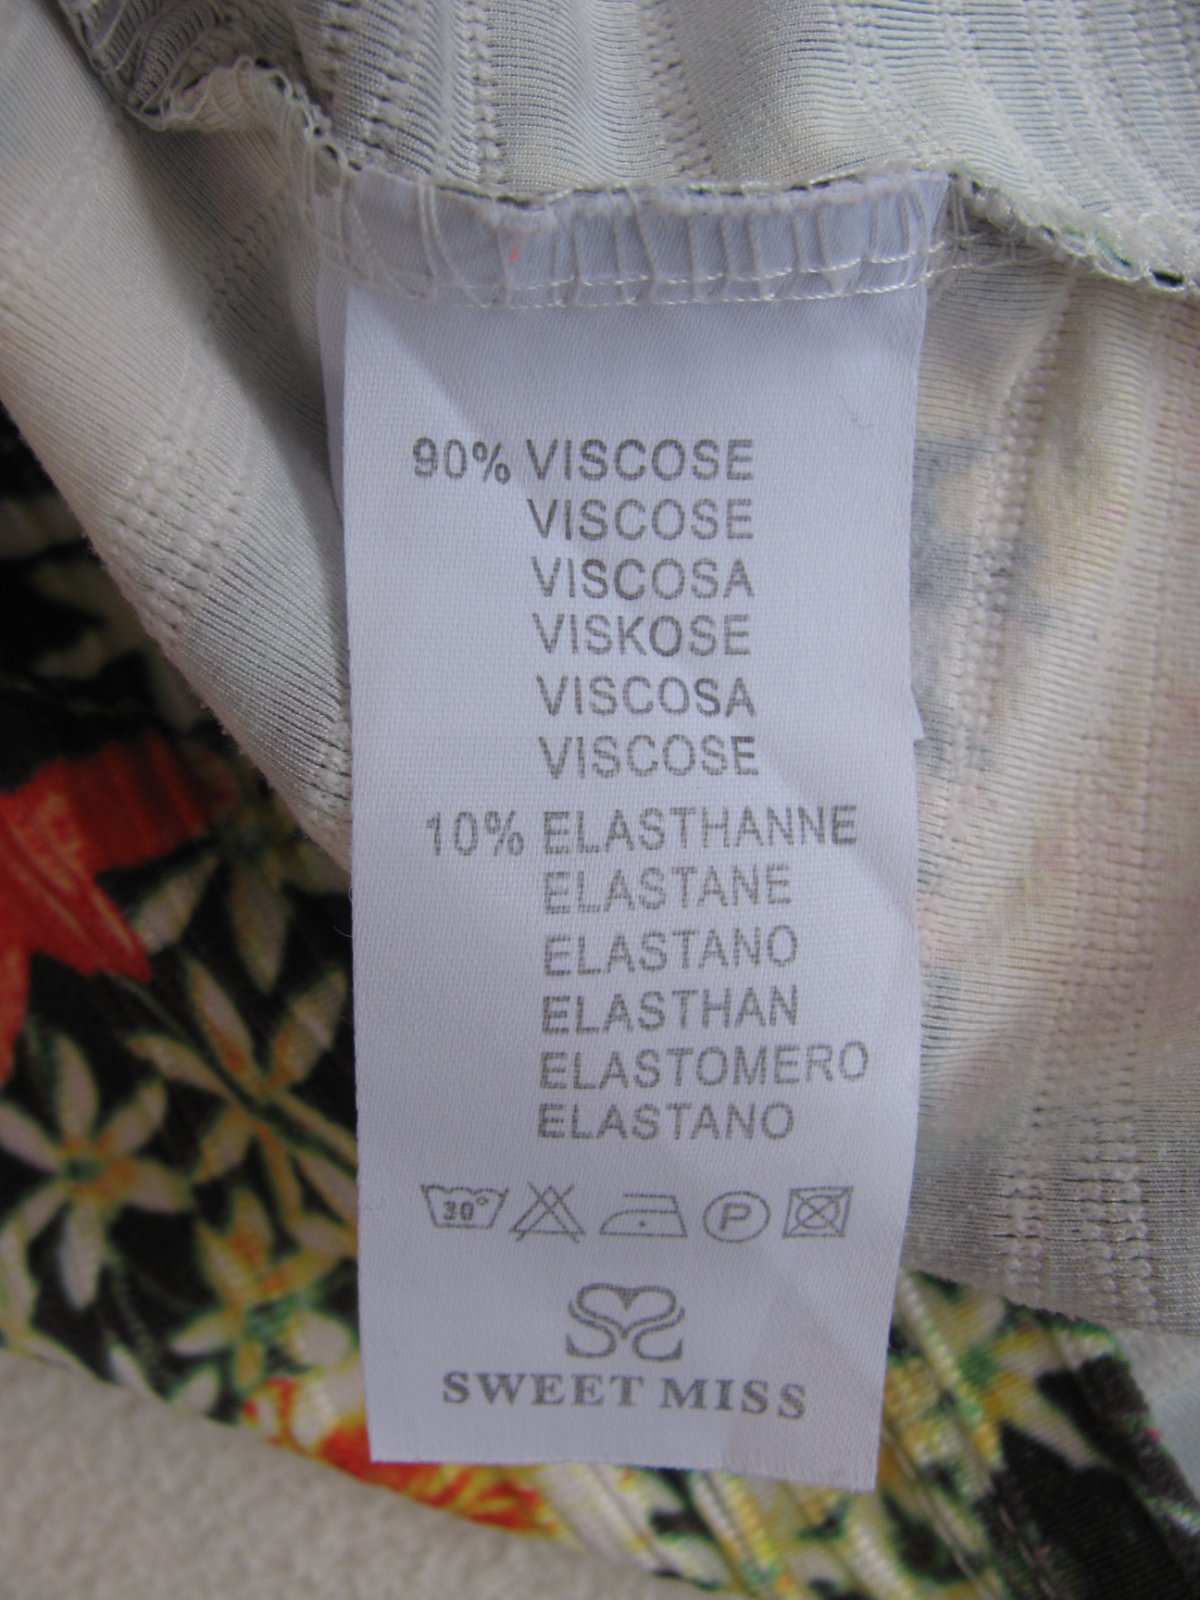 90% VISCOSE
VISCOSE
VISCOSA
VISKOSE
VISCOSA
VISCOSE
10% ELASTHANNE
ELASTANE
ELASTANO
ELASTHAN
ELASTOMERO
ELASTANO
30° P
SWEET MISS